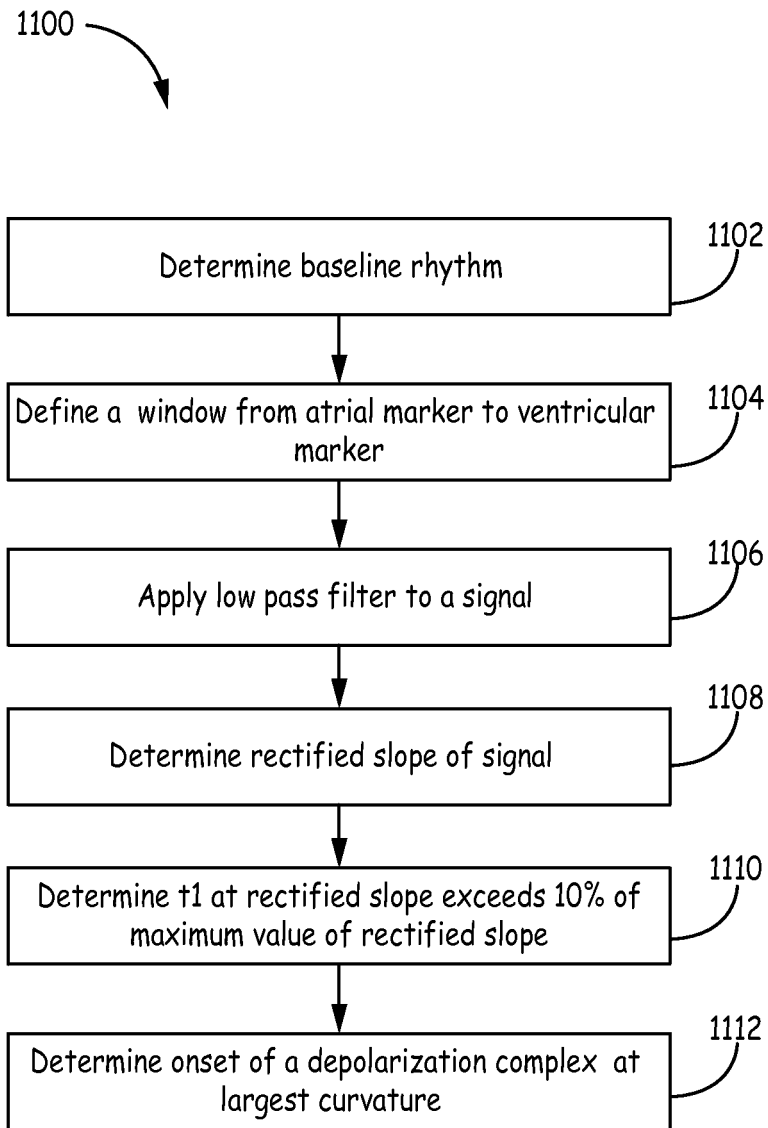 1100
1102
Determine baseline rhythm
1104
Define a window from atrial marker to ventricular
marker
1106
Apply low pass filter to a signal
1108
Determine rectified slope of signal
1110
Determine t1 at rectified slope exceeds 10% of
maximum value of rectified slope
1112
Determine onset of a depolarization complex at
largest curvature